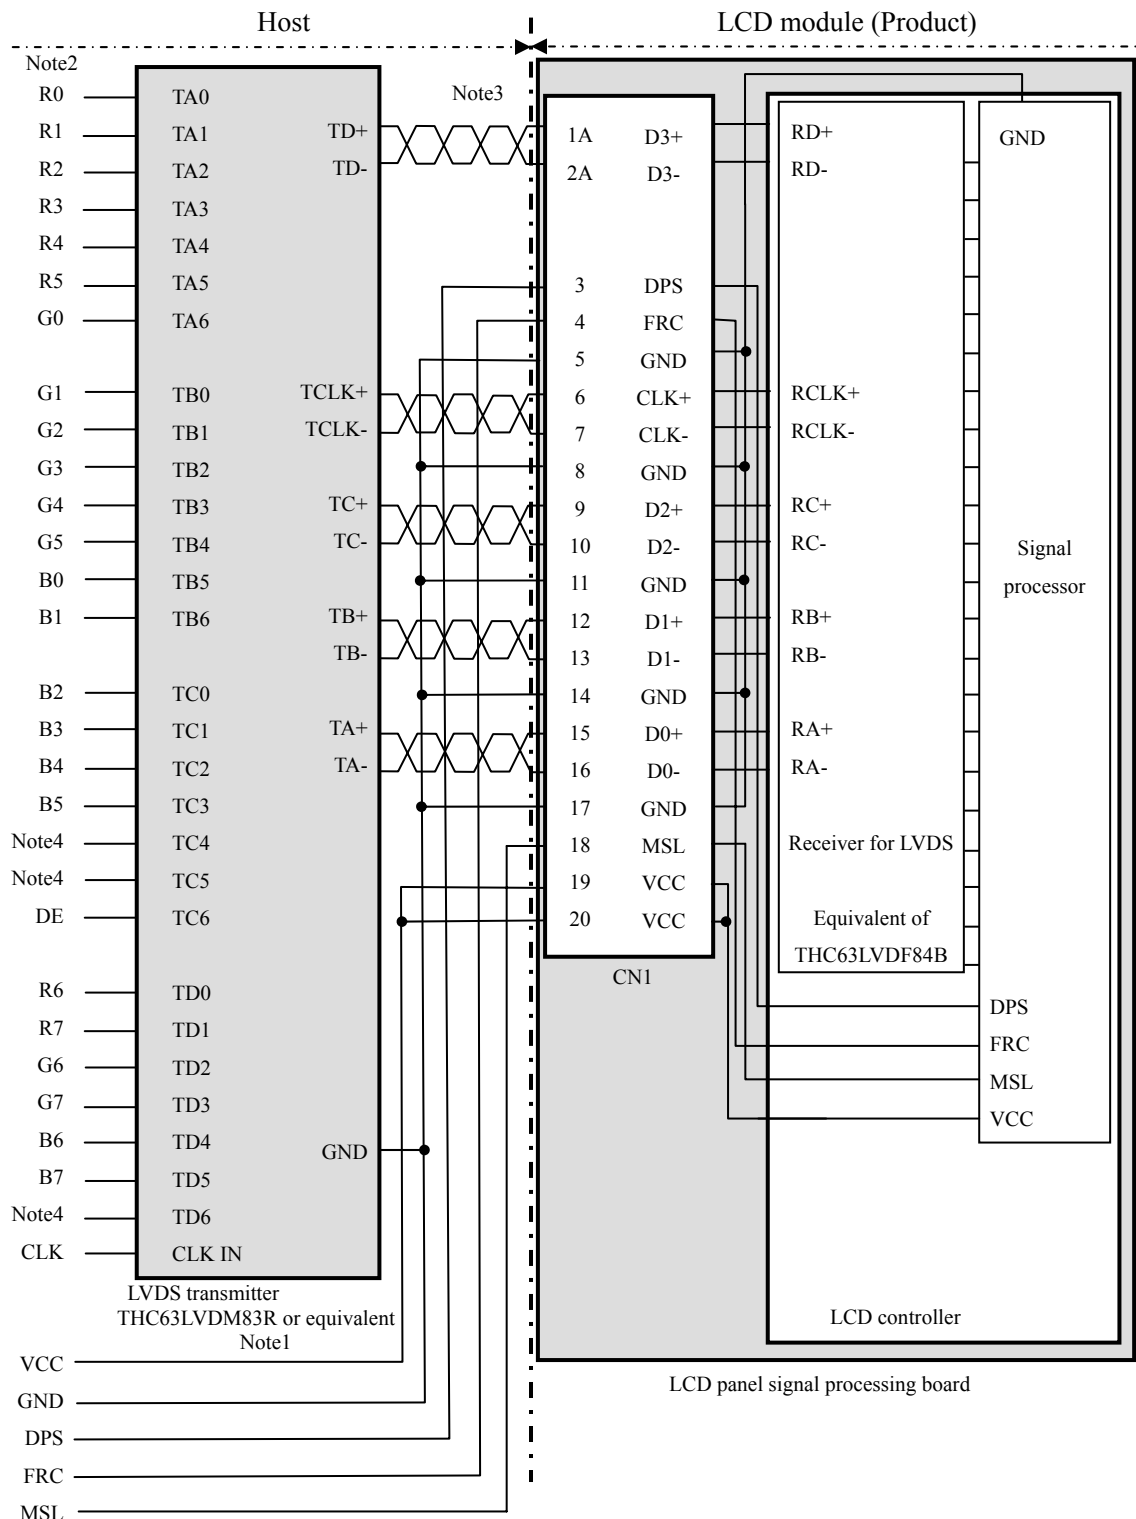 Host
LCD module (Product)
Note2
Note3
R0 TA0
R1 TA1
R2 TA2
R3 TA3
R4 TA4
R5 TA5
G0 TA6
G1 TB0
G2 TB1
G3 TB2
G4 TB3
G5 TB4
B0 TB5
B1 TB6
B2 TC0
B3 TC1
B4 TC2
B5 TC3
Note4 TC4
Note4 TC5
DE TC6
R6 TD0
R7 TD1
G6 TD2
G7 TD3
B6 TD4
B7 TD5
Note4 TD6
CLK CLK IN
TD+
TD-
TCLK+
TCLK-
TC+
TC-
TB+
TB-
TA+
TA-
GND
LVDS transmitter
THC63LVDM83R or equivalent
Note1
VCC
GND
DPS
FRC
MSL
1A D3+
2A D3-
3 DPS
4 FRC
5 GND
6 CLK+
7 CLK-
8 GND
9 D2+
10 D2-
11 GND
12 D1+
13 D1-
14 GND
15 D0+
16 D0-
17 GND
18 MSL
19 VCC
20 VCC
CN1
RD+
RD-
RCLK+
RCLK-
RC+
RC-
RB+
RB-
RA+
RA-
Receiver for LVDS
Equivalent of
THC63LVDF84B
GND
Signal
processor
DPS
FRC
MSL
VCC
LCD controller
LCD panel signal processing board